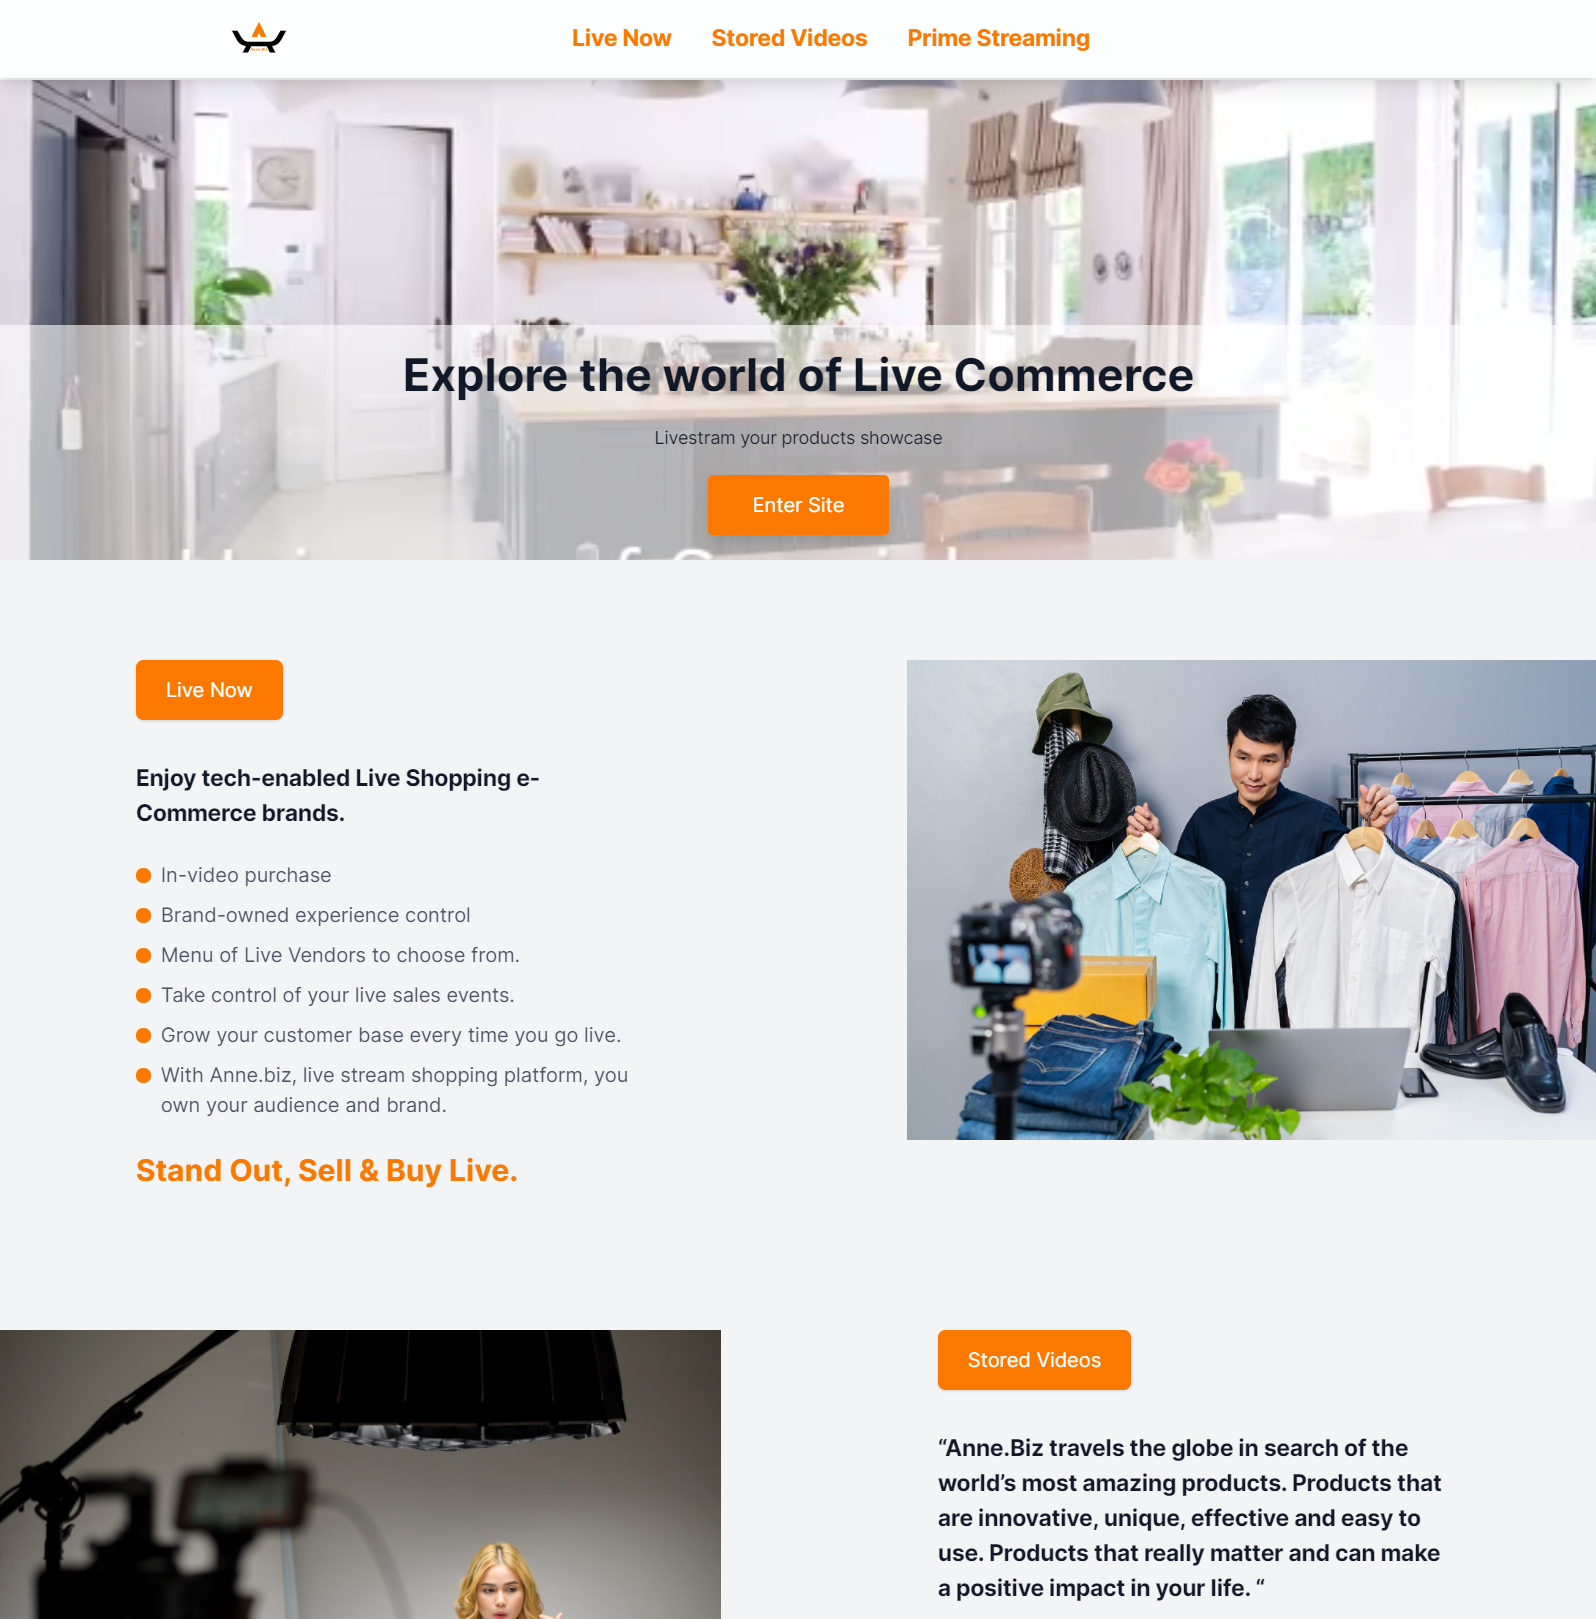 Live Now
Stored Videos
Prime Streaming
Explore the world of Live Commerce
Livestram your products showcase
Enter Site
Live Now
Enjoy tech-enabled Live Shopping e-
Commerce brands.
In-video purchase
Brand-owned experience control
Menu of Live Vendors to choose from.
Take control of your live sales events.
Grow your customer base every time you go live.
With Anne.biz, live stream shopping platform, you
own your audience and brand.
Stand Out, Sell & Buy Live.
Stored Videos
“Anne.Biz travels the globe in search of the
world’s most amazing products. Products that
are innovative, unique, effective and easy to
use. Products that really matter and can make
a positive impact in your life. “